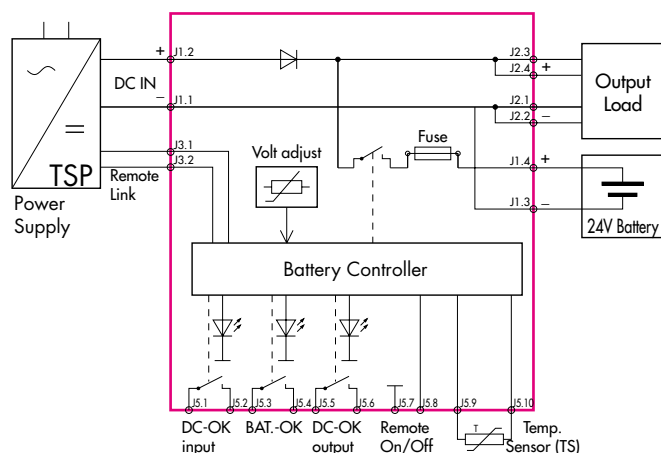 J1.2
J2.3
J2.4
+
DC IN
+
Output
Load
J1.1
J2.1
J2.2
–
–
J3.1
J3.2
TSP
Remote
Link
Power
Supply
Volt adjust
Fuse
J1.4
+
J1.3
–
24V Battery
Battery Controller
J5.1
J5.2
J5.3
J5.4
J5.5
J5.6
J5.7
J5.8
J5.9
J5.10
DC-OK
input
BAT.-OK
DC-OK
output
Remote
On/Off
T
Temp.
Sensor (TS)